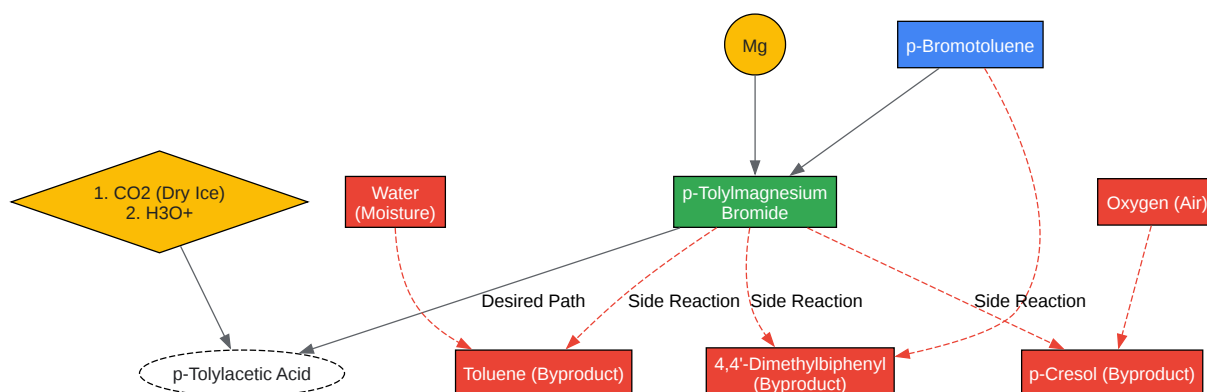 Mg
p-Bromotoluene
1. CO2 (Dry Ice)
2. H3O+
Water
(Moisture)
p-Tolylmagnesium
Bromide
Oxygen (Air)
Desired Path
Side Reaction
Side Reaction
Side Reaction
p-Tolylacetic Acid
Toluene (Byproduct)
4,4'-Dimethylbiphenyl
(Byproduct)
p-Cresol (Byproduct)